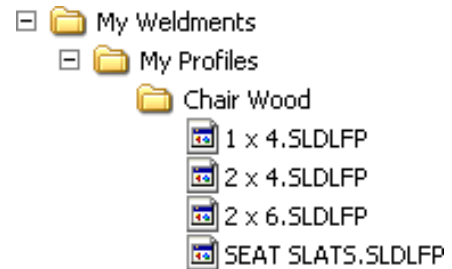 My Weldments
My Profiles
Chair Wood
1 x 4.SLDLFP
2 x 4.SLDLFP
2 x 6.SLDLFP
SEAT SLATS.SLDLFP